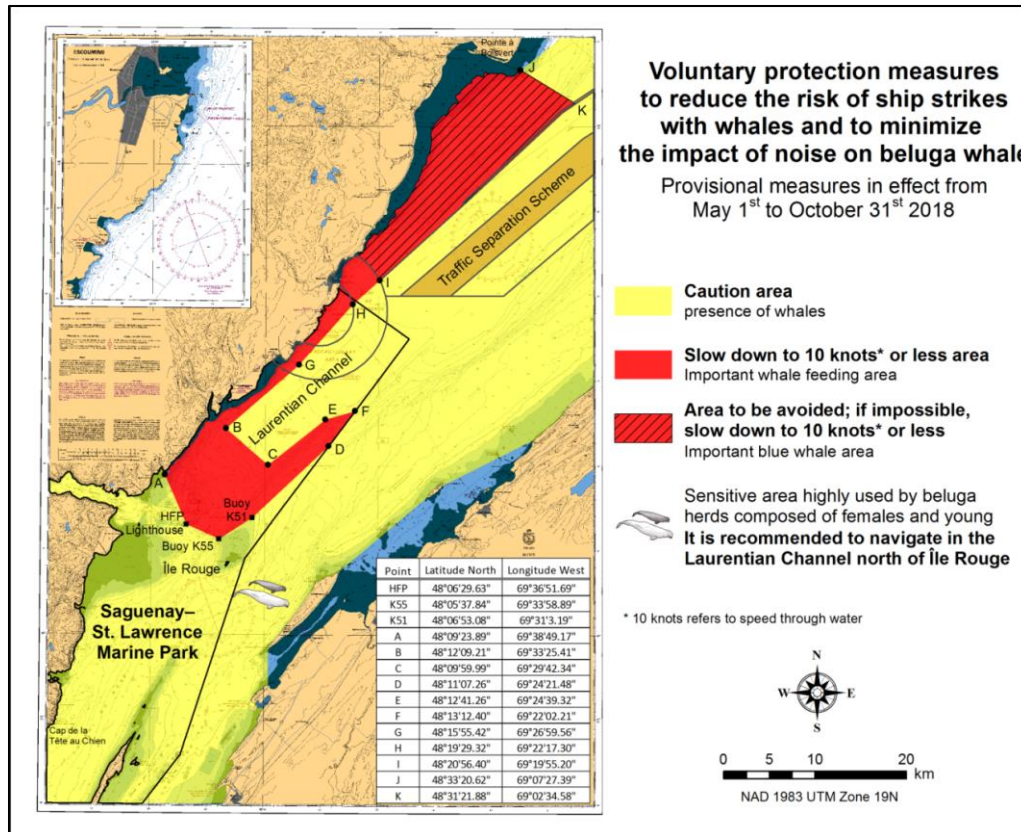 ESCOUMINS
Pointe à
Boisvert
J
K
I
H
G
F
E
D
B
C
A
Traffic Separation Scheme
Laurentian Channel
Buoy
K51
HFP
Lighthouse
Buoy K55
Île Rouge
Saguenay–
St. Lawrence
Marine Park
Cap de la
Tête au Chien
Point Latitude North Longitude West
HFP 48°06'29.63" 69°36'51.69"
K55 48°05'37.84" 69°33'58.89"
K51 48°06'53.08" 69°31'3.19"
A 48°09'23.89" 69°38'49.17"
B 48°12'09.21" 69°33'25.41"
C 48°09'59.99" 69°29'42.34"
D 48°11'07.26" 69°24'21.48"
E 48°12'41.26" 69°24'39.32"
F 48°13'12.40" 69°22'02.21"
G 48°15'55.42" 69°26'59.56"
H 48°19'29.32" 69°22'17.30"
I 48°20'56.40" 69°19'55.20"
J 48°33'20.62" 69°07'27.39"
K 48°31'21.88" 69°02'34.58"
Voluntary protection measures
to reduce the risk of ship strikes
with whales and to minimize
the impact of noise on beluga whale
Provisional measures in effect from
May 1st to October 31st 2018
Caution area
presence of whales
Slow down to 10 knots* or less area
Important whale feeding area
Area to be avoided; if impossible,
slow down to 10 knots* or less
Important blue whale area
Sensitive area highly used by beluga
herds composed of females and young
It is recommended to navigate in the
Laurentian Channel north of Île Rouge
* 10 knots refers to speed through water
N
W E
S
0 5 10 20
km
NAD 1983 UTM Zone 19N